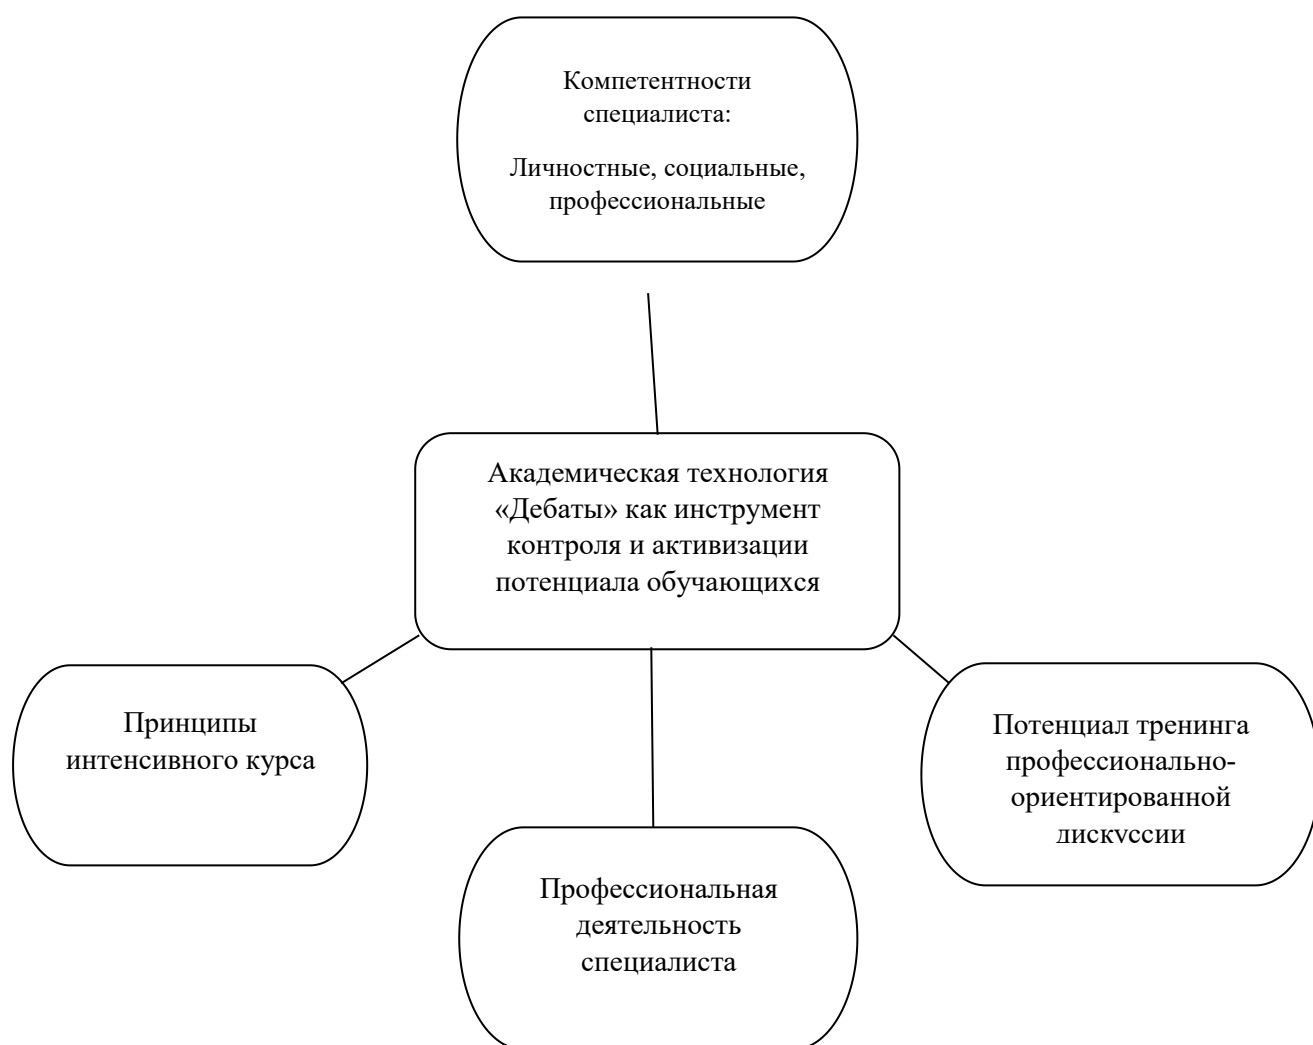 Компетентности
специалиста:
Личностные, социальные,
профессиональные
Академическая технология
«Дебаты» как инструмент
контроля и активизации
потенциала обучающихся
Принципы
интенсивного курса
Потенциал тренинга
профессионально-
ориентированной
дискуссии
Профессиональная
деятельность
специалиста